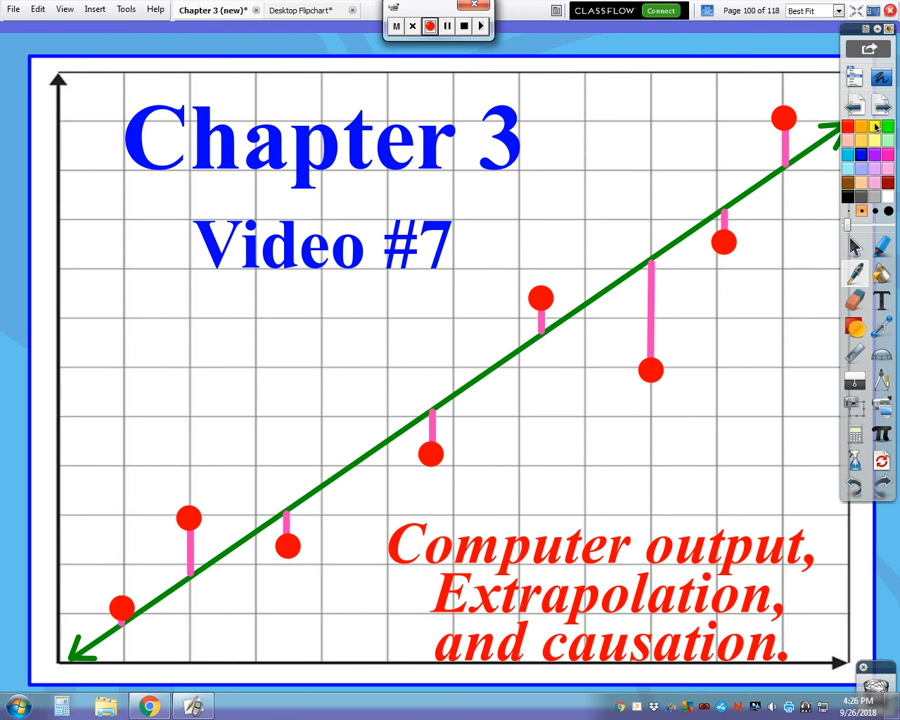 File Edit View Insert Tools Help Chapter 3 (new)* Desktop Flipchart* CLASSFLOW Connect Page 100 of 118 Best Fit
M
Chapter 3
Video #7
Computer output,
Extrapolation,
and causation.
T
π
4:26 PM
9/26/2018